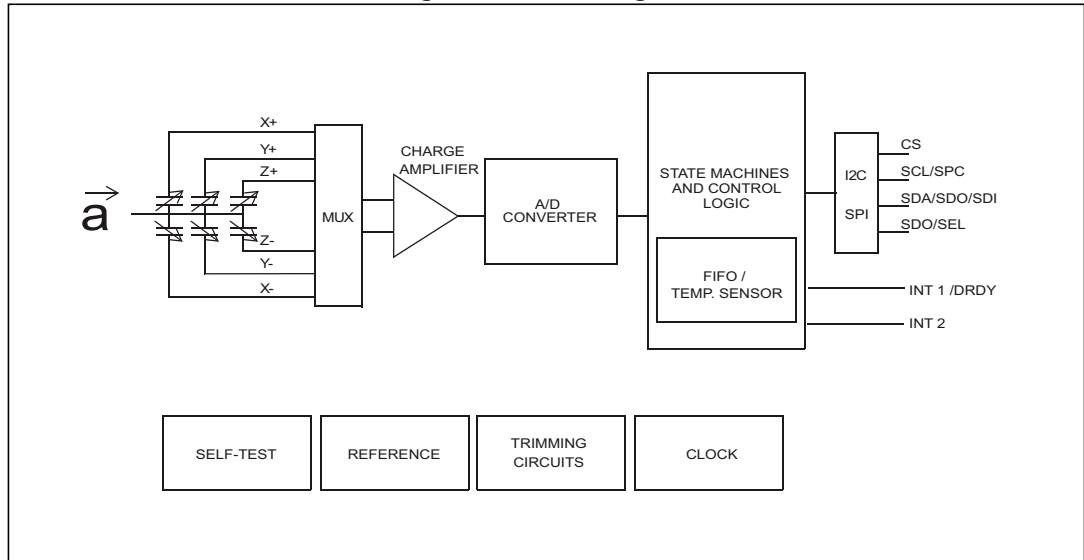 X+
Y+
Z+
a
Z-
Y-
X-
MUX
CHARGE
AMPLIFIER
A/D
CONVERTER
STATE MACHINES
AND CONTROL
LOGIC
FIFO /
TEMP. SENSOR
I2C
SPI
CS
SCL/SPC
SDA/SDO/SDI
SDO/SEL
INT 1 /DRDY
INT 2
SELF-TEST
REFERENCE
TRIMMING
CIRCUITS
CLOCK